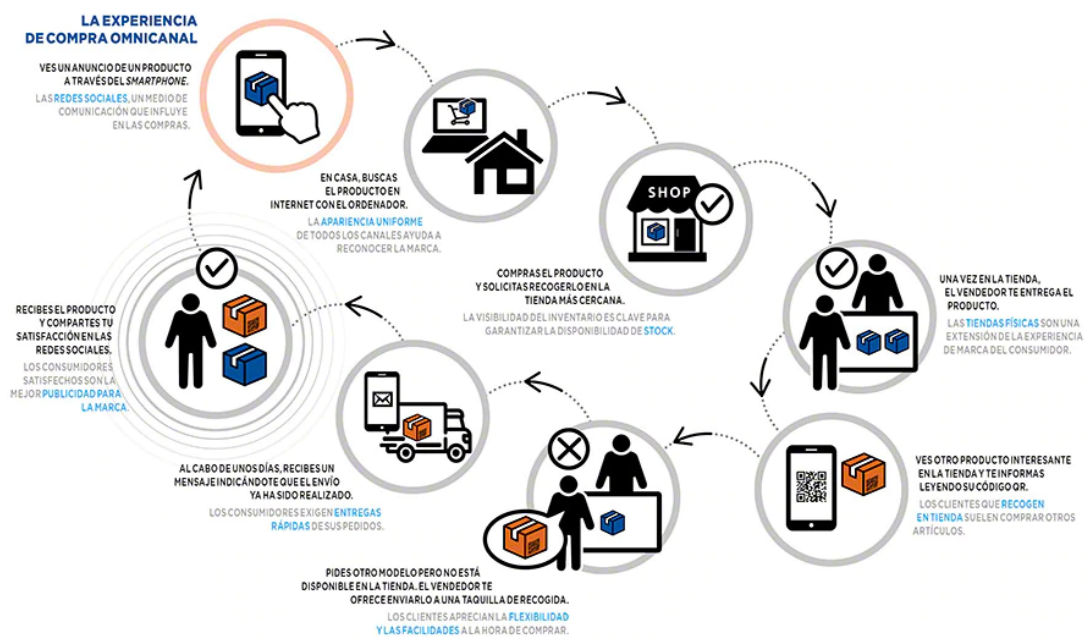 LA EXPERIENCIA
DE COMPRA OMNICANAL
VES UN ANUNCIO DE UN PRODUCTO
A TRAVÉS DEL SMARTPHONE.
LAS REDES SOCIALES, UN MEDIO DE
COMUNICACIÓN QUE INFLUYE
EN LAS COMPRAS.
EN CASA, BUSCAS
EL PRODUCTO EN
INTERNET CON EL ORDENADOR.
LA APARIENCIA UNIFORME
DE TODOS LOS CANALES AYUDA A
RECONOCER LA MARCA.
SHOP
COMPRAS EL PRODUCTO
Y SOLICITAS RECOGERLO EN LA
TIENDA MÁS CERCANA.
LA VISIBILIDAD DEL INVENTARIO ES CLAVE PARA
GARANTIZAR LA DISPONIBILIDAD DE STOCK.
UNA VEZ EN LA TIENDA,
EL VENDEDOR TE ENTREGA EL
PRODUCTO.
LAS TIENDAS FÍSICAS SON UNA
EXTENSIÓN DE LA EXPERIENCIA
DE MARCA DEL CONSUMIDOR.
VES OTRO PRODUCTO INTERESANTE
EN LA TIENDA Y TE INFORMAS
LEYENDO SU CÓDIGO QR.
LOS CLIENTES QUE RECOGEN
EN TIENDA SUELEN COMPRAR OTROS
ARTÍCULOS.
PIDES OTRO MODELO PERO NO ESTÁ
DISPONIBLE EN LA TIENDA. EL VENDEDOR TE
OFRECE ENVIARLO A UNA TAQUILLA DE RECOGIDA.
LOS CLIENTES APRECIAN LA FLEXIBILIDAD
Y LAS FACILIDADES A LA HORA DE COMPRAR.
AL CABO DE UNOS DÍAS, RECIBES UN
MENSAJE INDICÁNDOTE QUE EL ENVÍO
YA HA SIDO REALIZADO.
LOS CONSUMIDORES EXIGEN ENTREGAS
RÁPIDAS DE SUS PEDIDOS.
RECIBES EL PRODUCTO
Y COMPARTES TU
SATISFACCIÓN EN LAS
REDES SOCIALES.
LOS CONSUMIDORES
SATISFECHOS SON LA
MEJOR PUBLICIDAD PARA
LA MARCA.